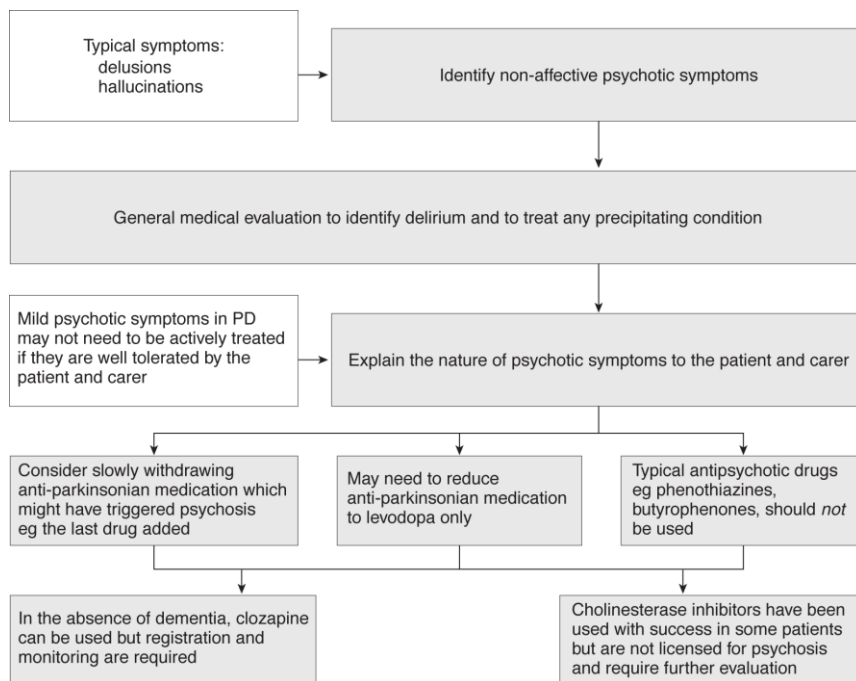 Typical symptoms:
delusions
hallucinations
Identify non-affective psychotic symptoms
General medical evaluation to identify delirium and to treat any precipitating condition
Mild psychotic symptoms in PD
may not need to be actively treated
if they are well tolerated by the
patient and carer
Explain the nature of psychotic symptoms to the patient and carer
Consider slowly withdrawing
anti-parkinsonian medication which
might have triggered psychosis
eg the last drug added
May need to reduce
anti-parkinsonian medication
to levodopa only
Typical antipsychotic drugs
eg phenothiazines,
butyrophenones, should not
be used
In the absence of dementia, clozapine
can be used but registration and
monitoring are required
Cholinesterase inhibitors have been
used with success in some patients
but are not licensed for psychosis
and require further evaluation